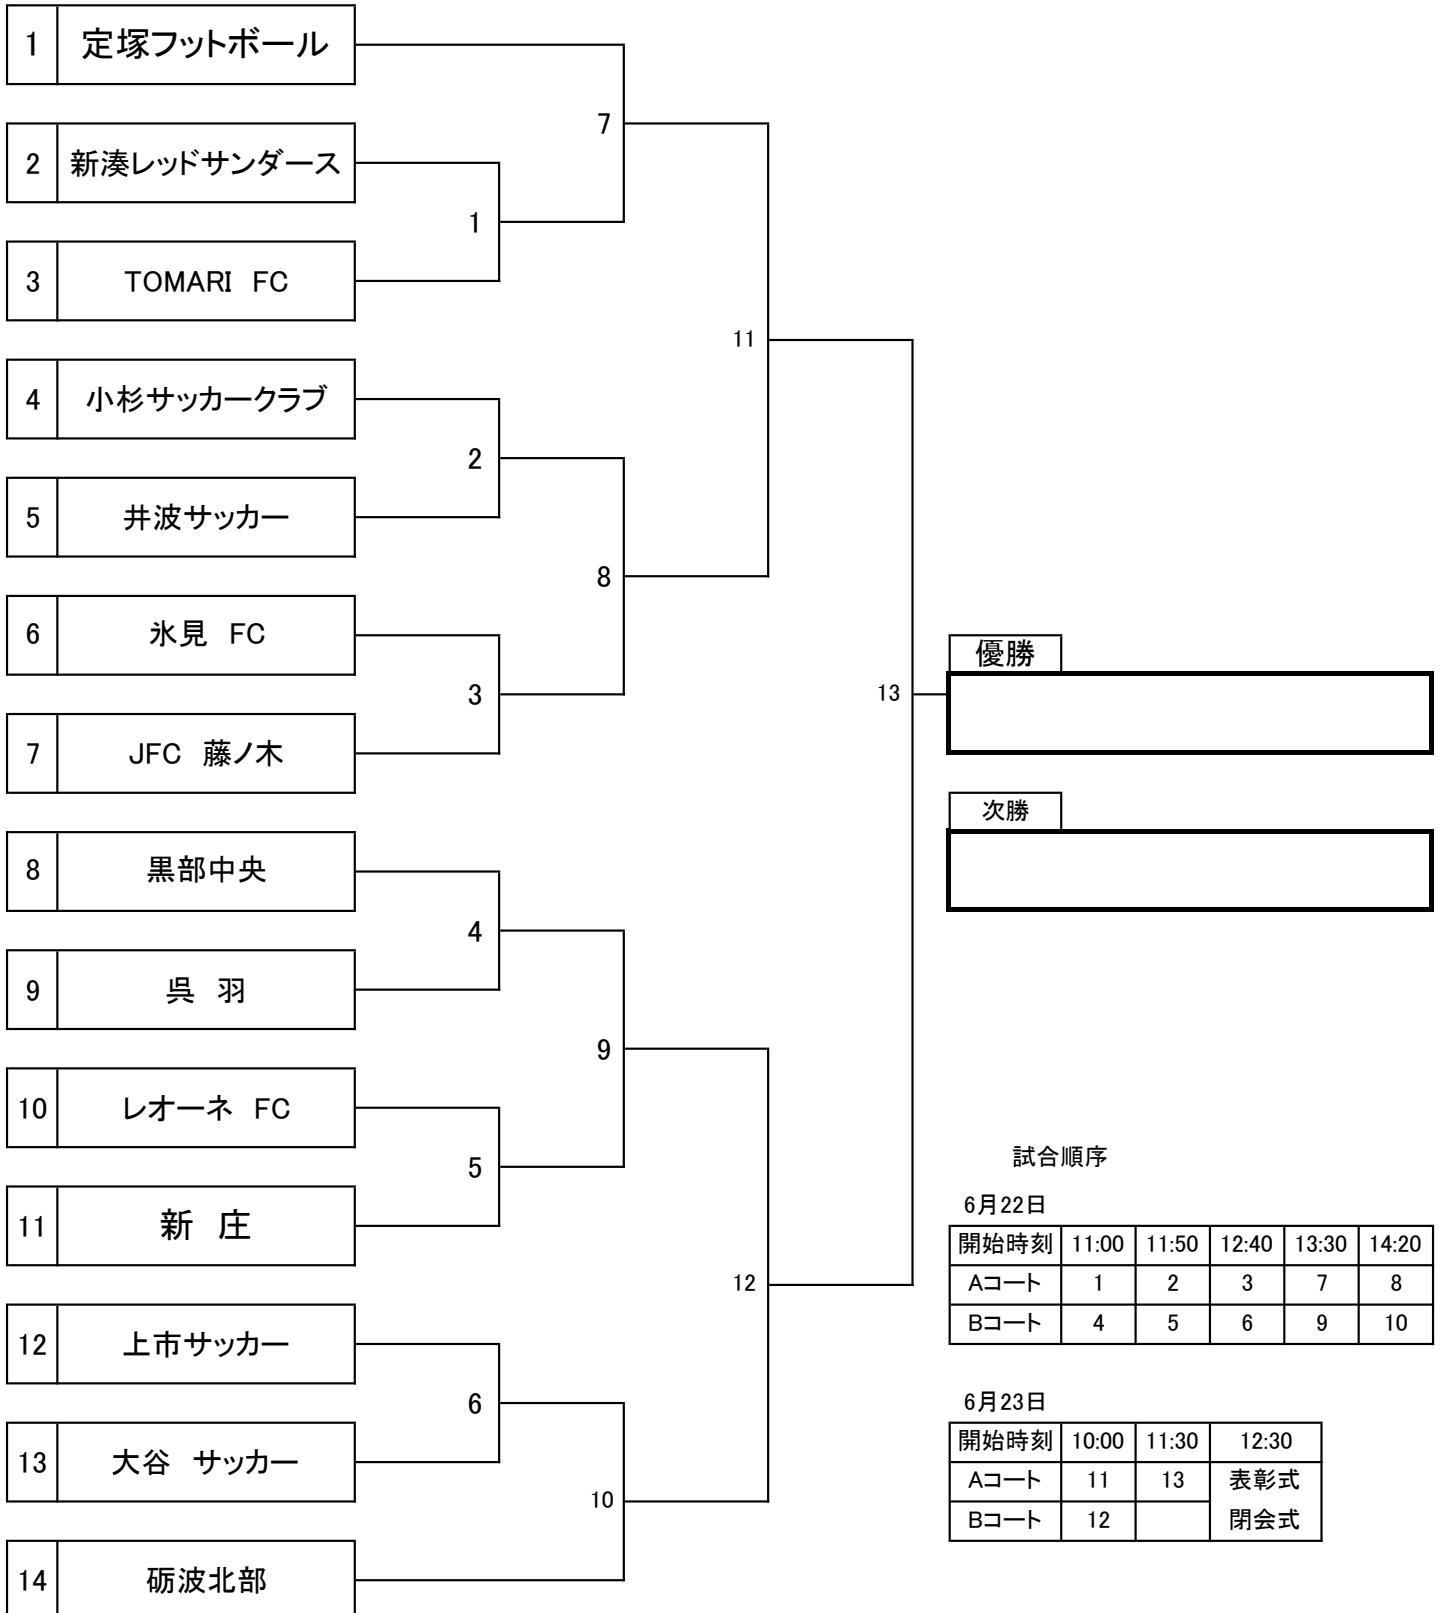 1 定塚フットボール
7
2 新湊レッドサンダース
1
3 TOMARI FC
11
4 小杉サッカークラブ
2
5 井波サッカー
8
6 氷見 FC
優勝
3
13
7 JFC 藤ノ木
次勝
8 黒部中央
4
9 呉 羽
9
10 レオーネ FC
5
11 新 庄
12
12 上市サッカー
6
13 大谷 サッカー
10
14 砺波北部
試合順序
6月22日
開始時刻 11:00 11:50 12:40 13:30 14:20
Aコート 1 2 3 7 8
Bコート 4 5 6 9 10
6月23日
開始時刻 10:00 11:30 12:30
Aコート 11 13 表彰式
Bコート 12 閉会式